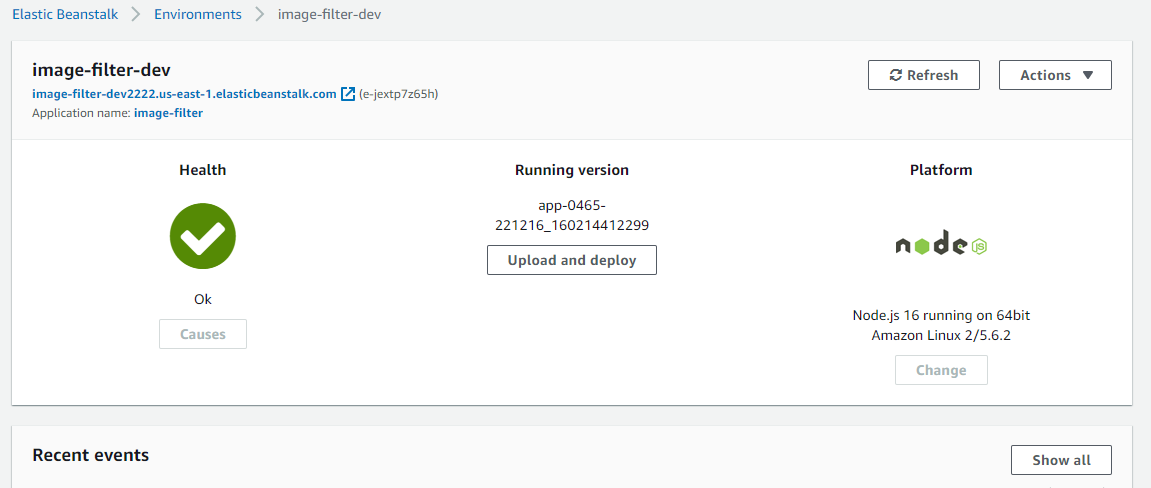 Elastic Beanstalk > Environments > image-filter-dev
image-filter-dev
Refresh
Actions
image-filter-dev2222.us-east-1.elasticbeanstalk.com (e-jextp7z65h)
Application name: image-filter
Health
Ok
Causes
Running version
app-0465-
221216_160214412299
Upload and deploy
Platform
node
JS
Node.js 16 running on 64bit
Amazon Linux 2/5.6.2
Change
Recent events
Show all